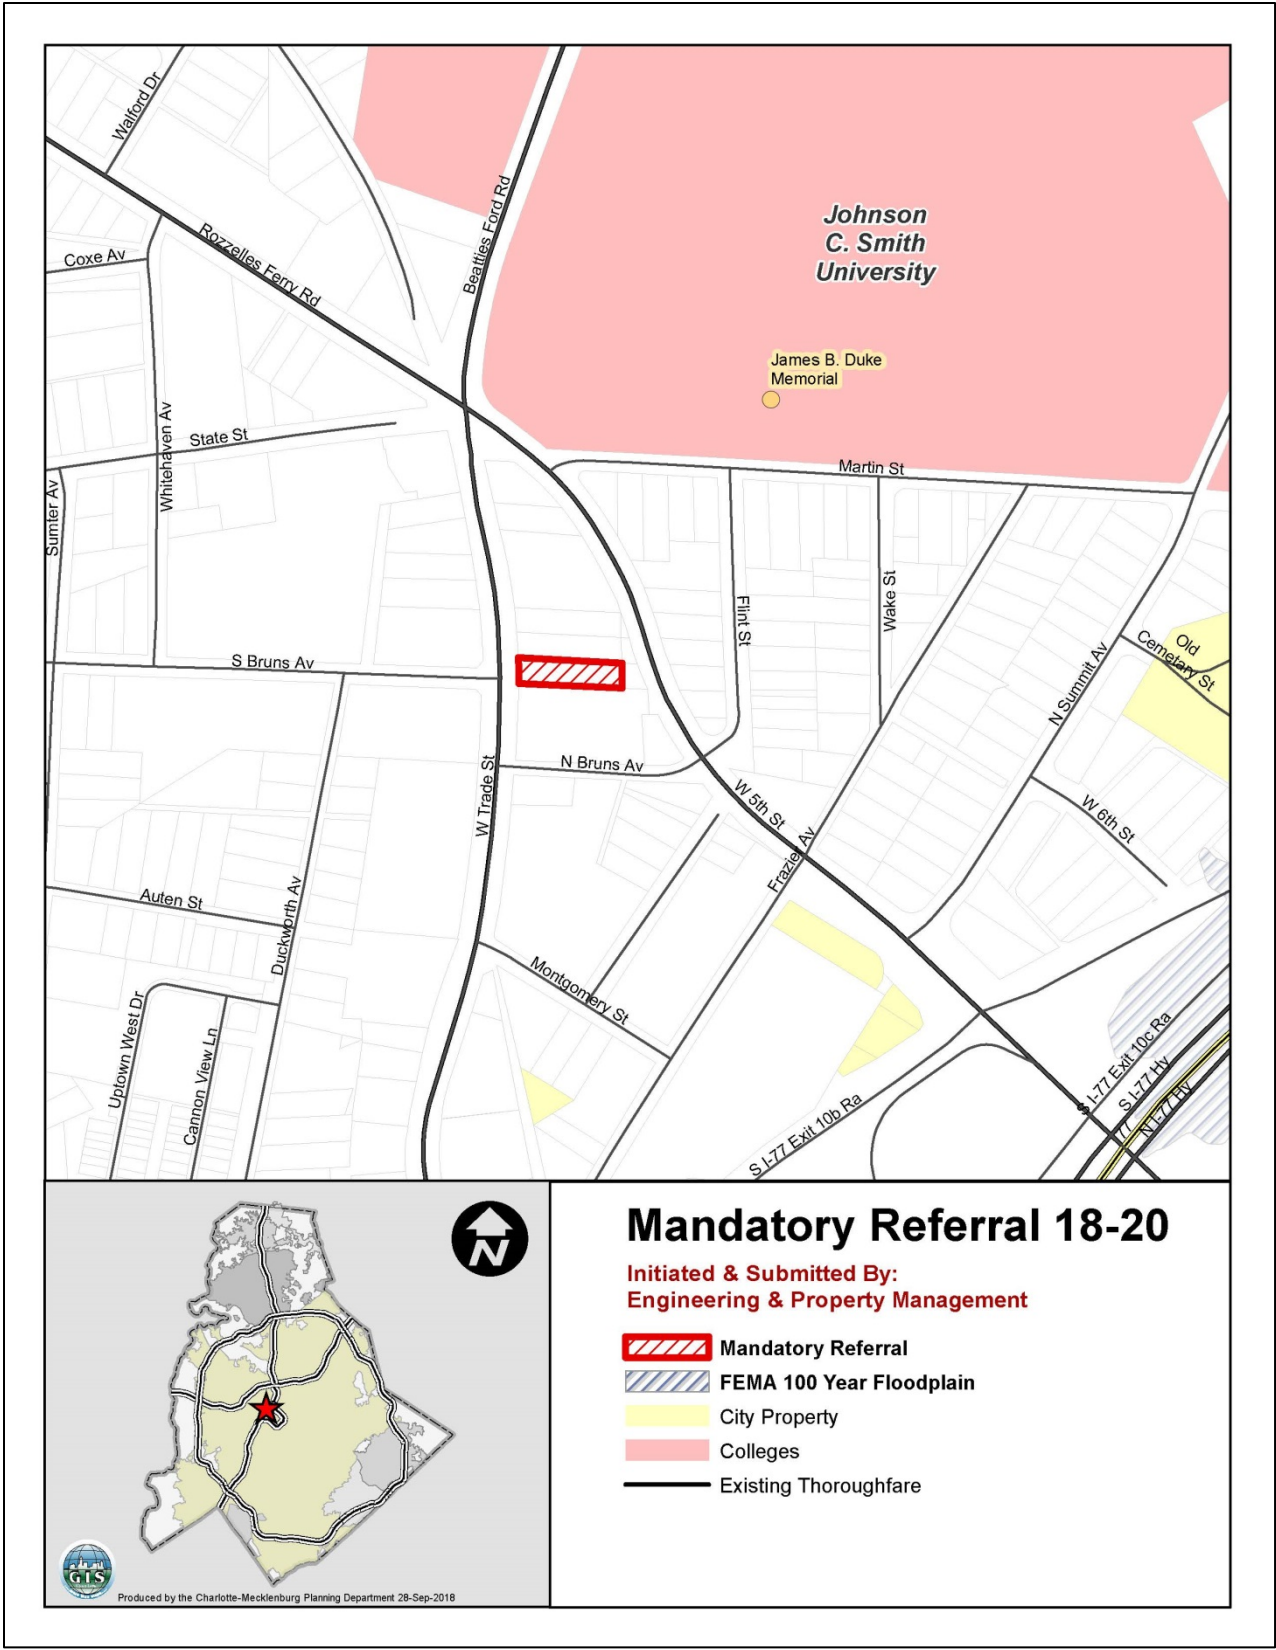 Walford Dr
Rozzelles Ferry Rd
Beatties Ford Rd
Coxe Av
Johnson
C. Smith
University
James B. Duke
Memorial
Whitehaven Av
State St
Martin St
Sumter Av
Flint St
Wake St
S Bruns Av
N Summit Av
Old
Cemetary St
W Trade St
N Bruns Av
W 5th St
W 6th St
Frazier Av
Auten St
Duckworth Av
Montgomery St
Uptown West Dr
Cannon View Ln
S I-77 Exit 10b Ra
S I-77 Exit 10c Ra
S I-77 Hy
N I-77 Hy
77
N
Mandatory Referral 18-20
Initiated & Submitted By:
Engineering & Property Management
Mandatory Referral
FEMA 100 Year Floodplain
City Property
Colleges
Existing Thoroughfare
GIS
Produced by the Charlotte-Mecklenburg Planning Department 28-Sep-2018